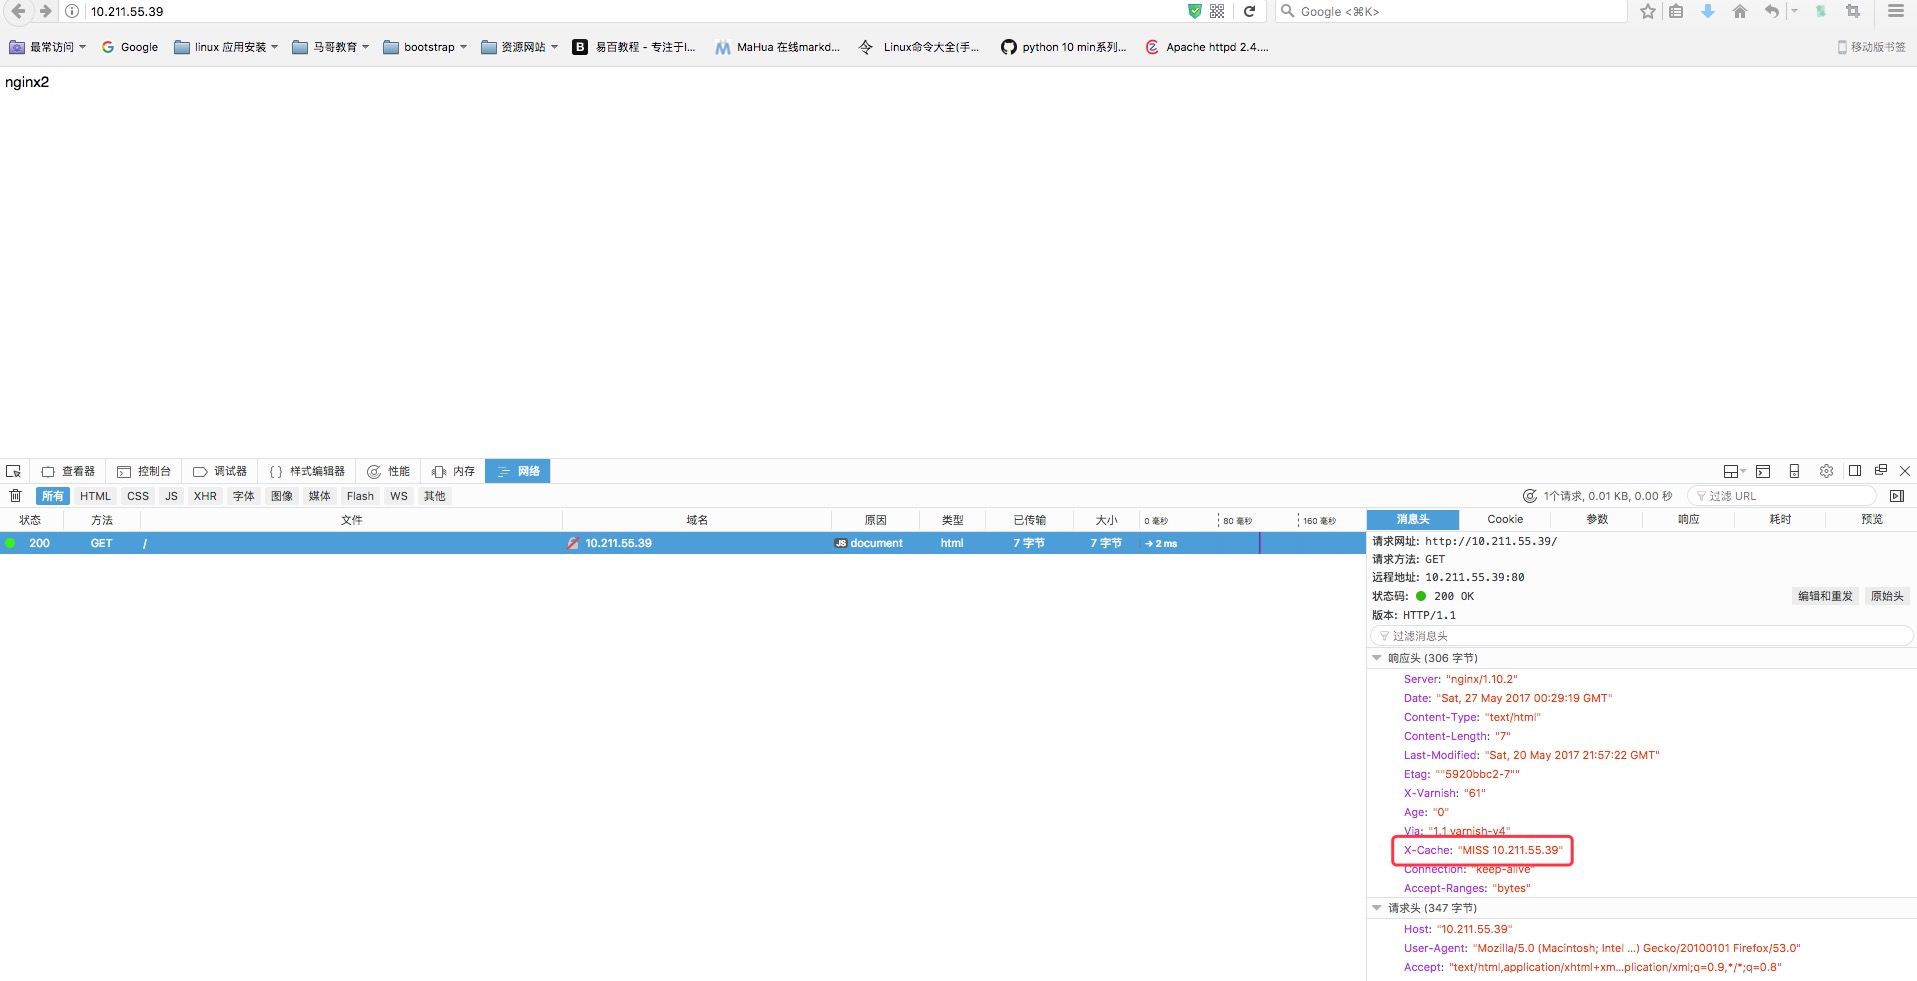 10.211.55.39
Google <⌘K>
最常访问
Google
linux 应用安装
马哥教育
bootstrap
资源网站
B 易百教程 - 专注于I...
MaHua 在线markd...
Linux命令大全(手...
python 10 min系列...
Apache httpd 2.4....
移动版书签
nginx2
查看器
控制台
调试器
{ } 样式编辑器
性能
内存
网络
所有
HTML
CSS
JS
XHR
字体
图像
媒体
Flash
WS
其他
1个请求, 0.01 KB, 0.00 秒
过滤 URL
状态
方法
文件
域名
原因
类型
已传输
大小
0 毫秒
80 毫秒
160 毫秒
200
GET
/
10.211.55.39
JS document
html
7 字节
7 字节
→ 2 ms
消息头
Cookie
参数
响应
耗时
预览
请求网址: http://10.211.55.39/
请求方法: GET
远程地址: 10.211.55.39:80
状态码: 200 OK
编辑和重发
原始头
版本: HTTP/1.1
过滤消息头
响应头 (306 字节)
Server: "nginx/1.10.2"
Date: "Sat, 27 May 2017 00:29:19 GMT"
Content-Type: "text/html"
Content-Length: "7"
Last-Modified: "Sat, 20 May 2017 21:57:22 GMT"
Etag: ""5920bbc2-7""
X-Varnish: "61"
Age: "0"
Via: "1.1 varnish-v4"
X-Cache: "MISS 10.211.55.39"
Connection: "keep-alive"
Accept-Ranges: "bytes"
请求头 (347 字节)
Host: "10.211.55.39"
User-Agent: "Mozilla/5.0 (Macintosh; Intel ...) Gecko/20100101 Firefox/53.0"
Accept: "text/html,application/xhtml+xm...plication/xml;q=0.9,*/*;q=0.8"